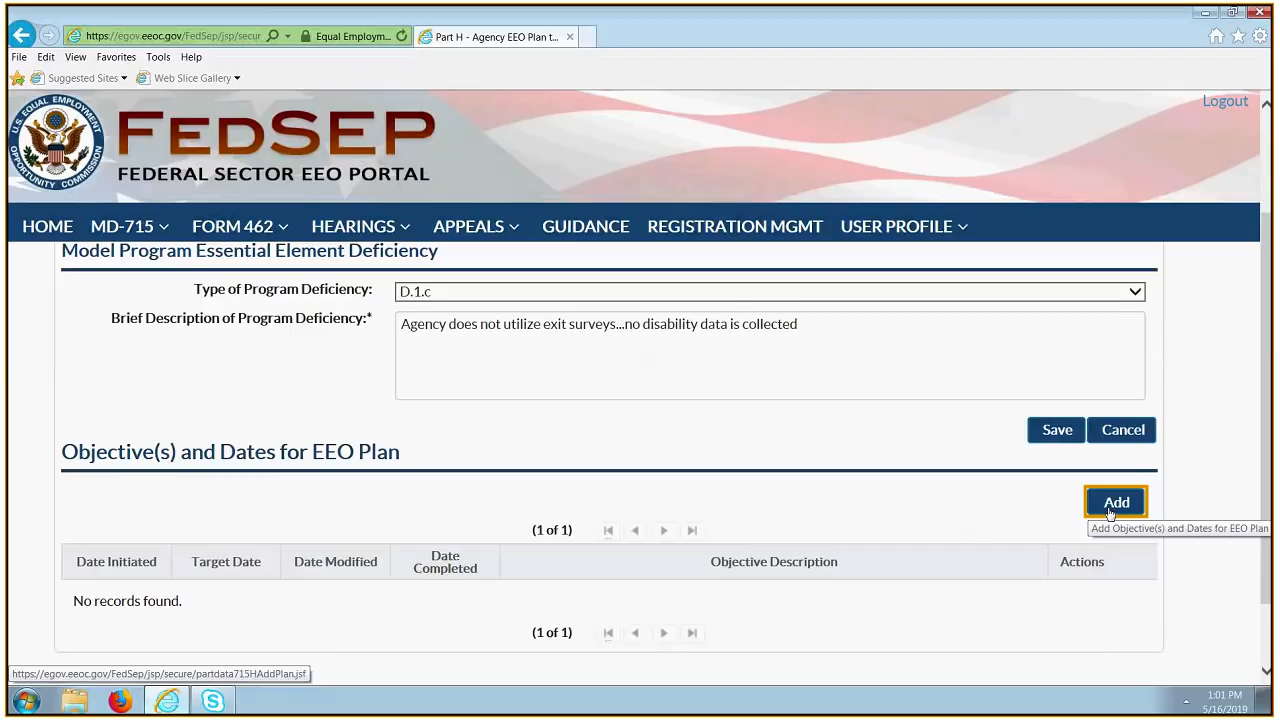 https://egov.eeoc.gov/FedSep/jsp/secur
Equal Employm...
Part H - Agency EEO Plan t...
File Edit View Favorites Tools Help
Suggested Sites
Web Slice Gallery
U.S. EQUAL EMPLOYMENT OPPORTUNITY COMMISSION
FEDSEP
FEDERAL SECTOR EEO PORTAL
Logout
HOME MD-715 FORM 462 HEARINGS APPEALS GUIDANCE REGISTRATION MGMT USER PROFILE
Model Program Essential Element Deficiency
Type of Program Deficiency: D.1.c
Brief Description of Program Deficiency:* Agency does not utilize exit surveys...no disability data is collected
Save Cancel
Objective(s) and Dates for EEO Plan
Add
Add Objective(s) and Dates for EEO Plan
(1 of 1)
Date Initiated Target Date Date Modified Date Completed Objective Description Actions
No records found.
(1 of 1)
https://egov.eeoc.gov/FedSep/jsp/secure/partdata715HAddPlan.jsf
1:01 PM
5/16/2019